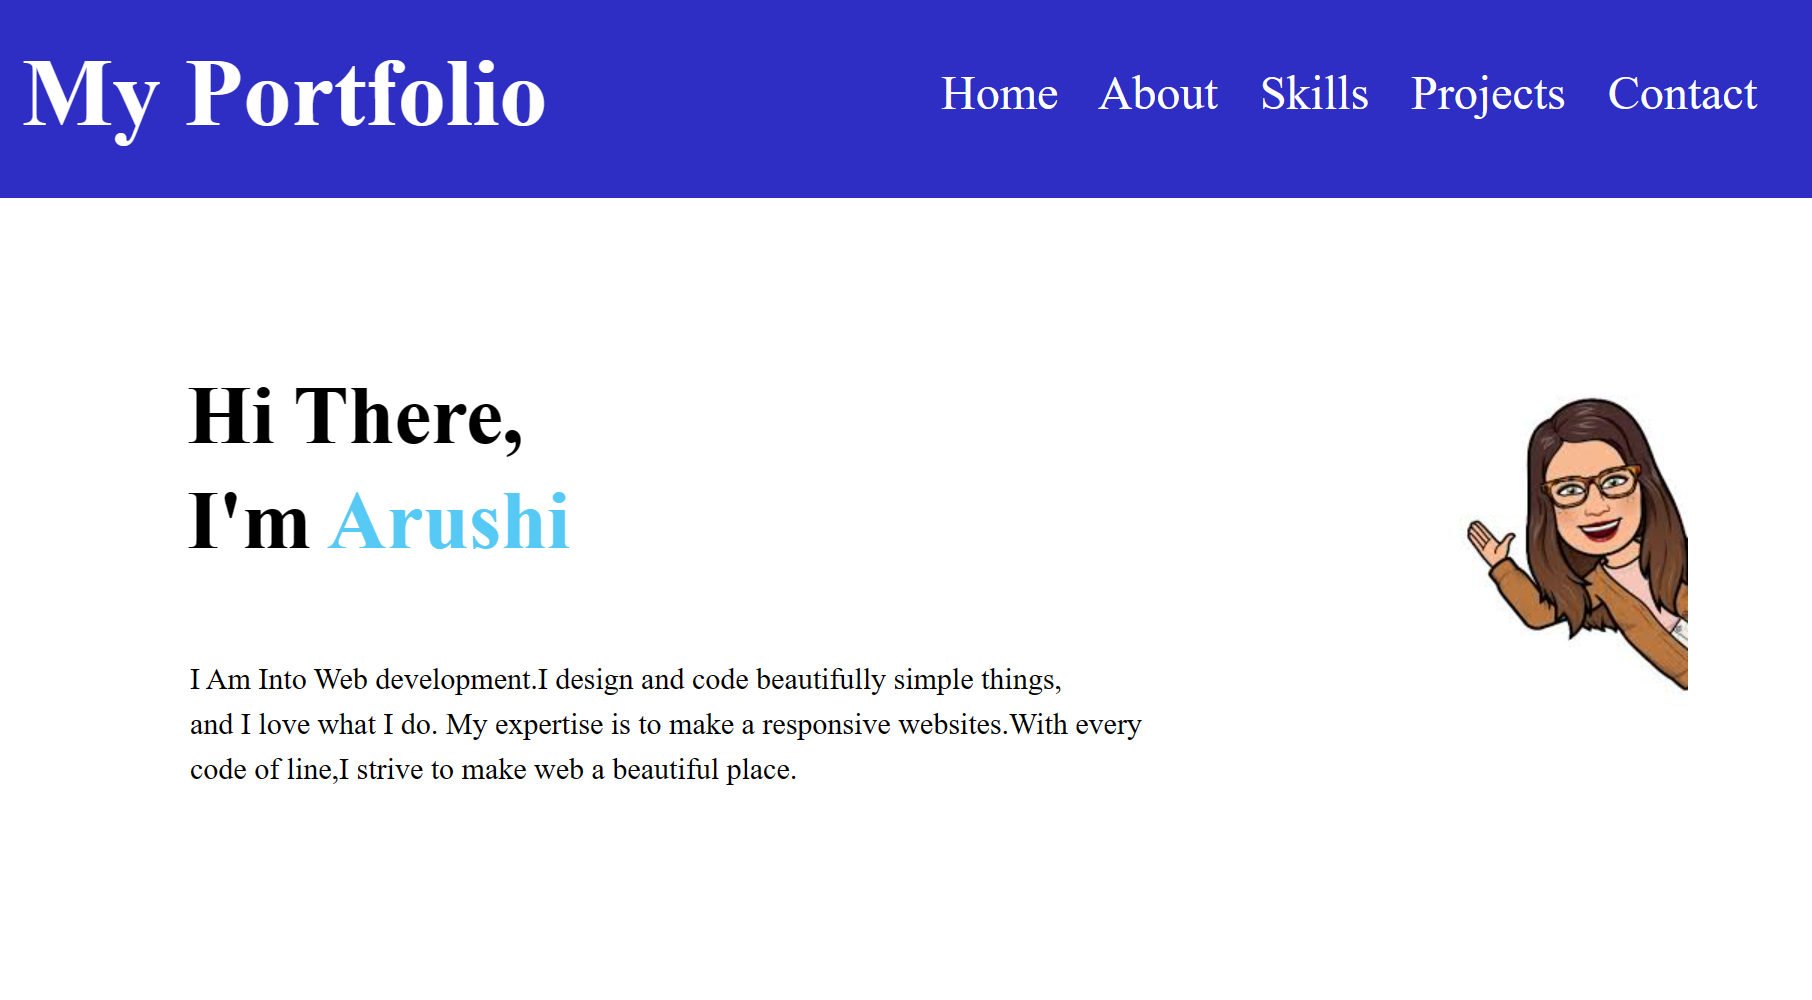 My Portfolio
Home About Skills Projects Contact
Hi There,
I'm Arushi
I Am Into Web development.I design and code beautifully simple things,
and I love what I do. My expertise is to make a responsive websites.With every
code of line,I strive to make web a beautiful place.